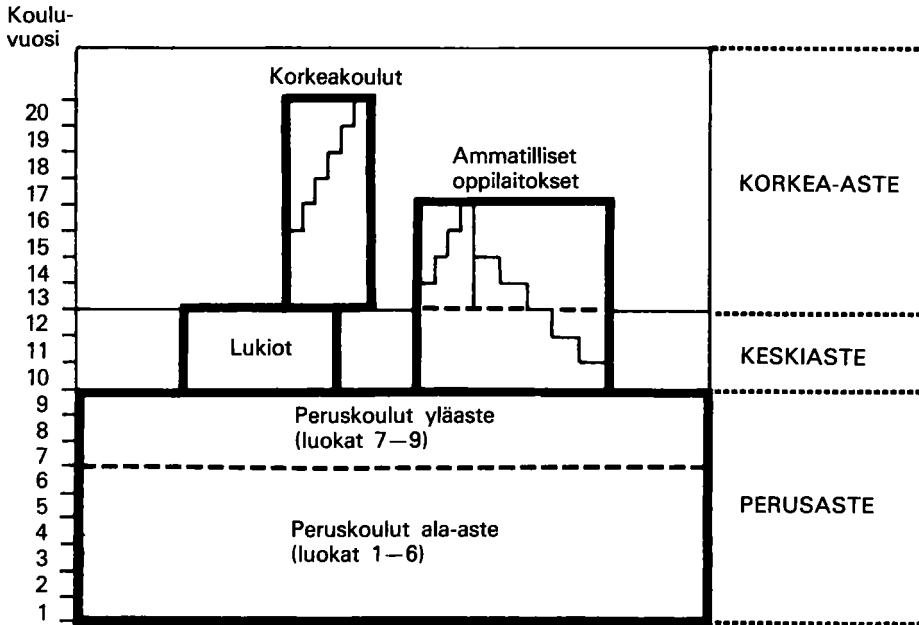 Koulu-
vuosi
Korkeakoulut
Ammatilliset
oppilaitokset
Lukiot
Peruskoulut yläaste
(luokat 7—9)
Peruskoulut ala-aste
(luokat 1—6)
20
19
18
17
16
15
14
13
12
11
10
9
8
7
6
5
4
3
2
1
KORKEA-ASTE
KESKIASTE
PERUSASTE